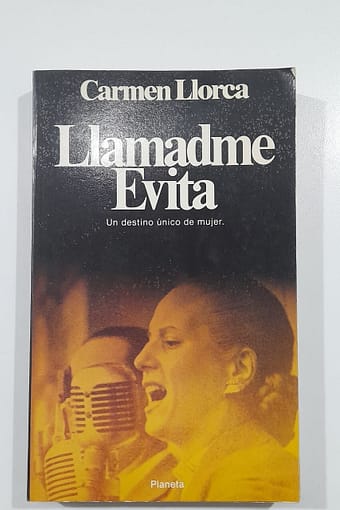 Carmen Llorca
Llamadme
Evita
Un destino único de mujer.
Planeta